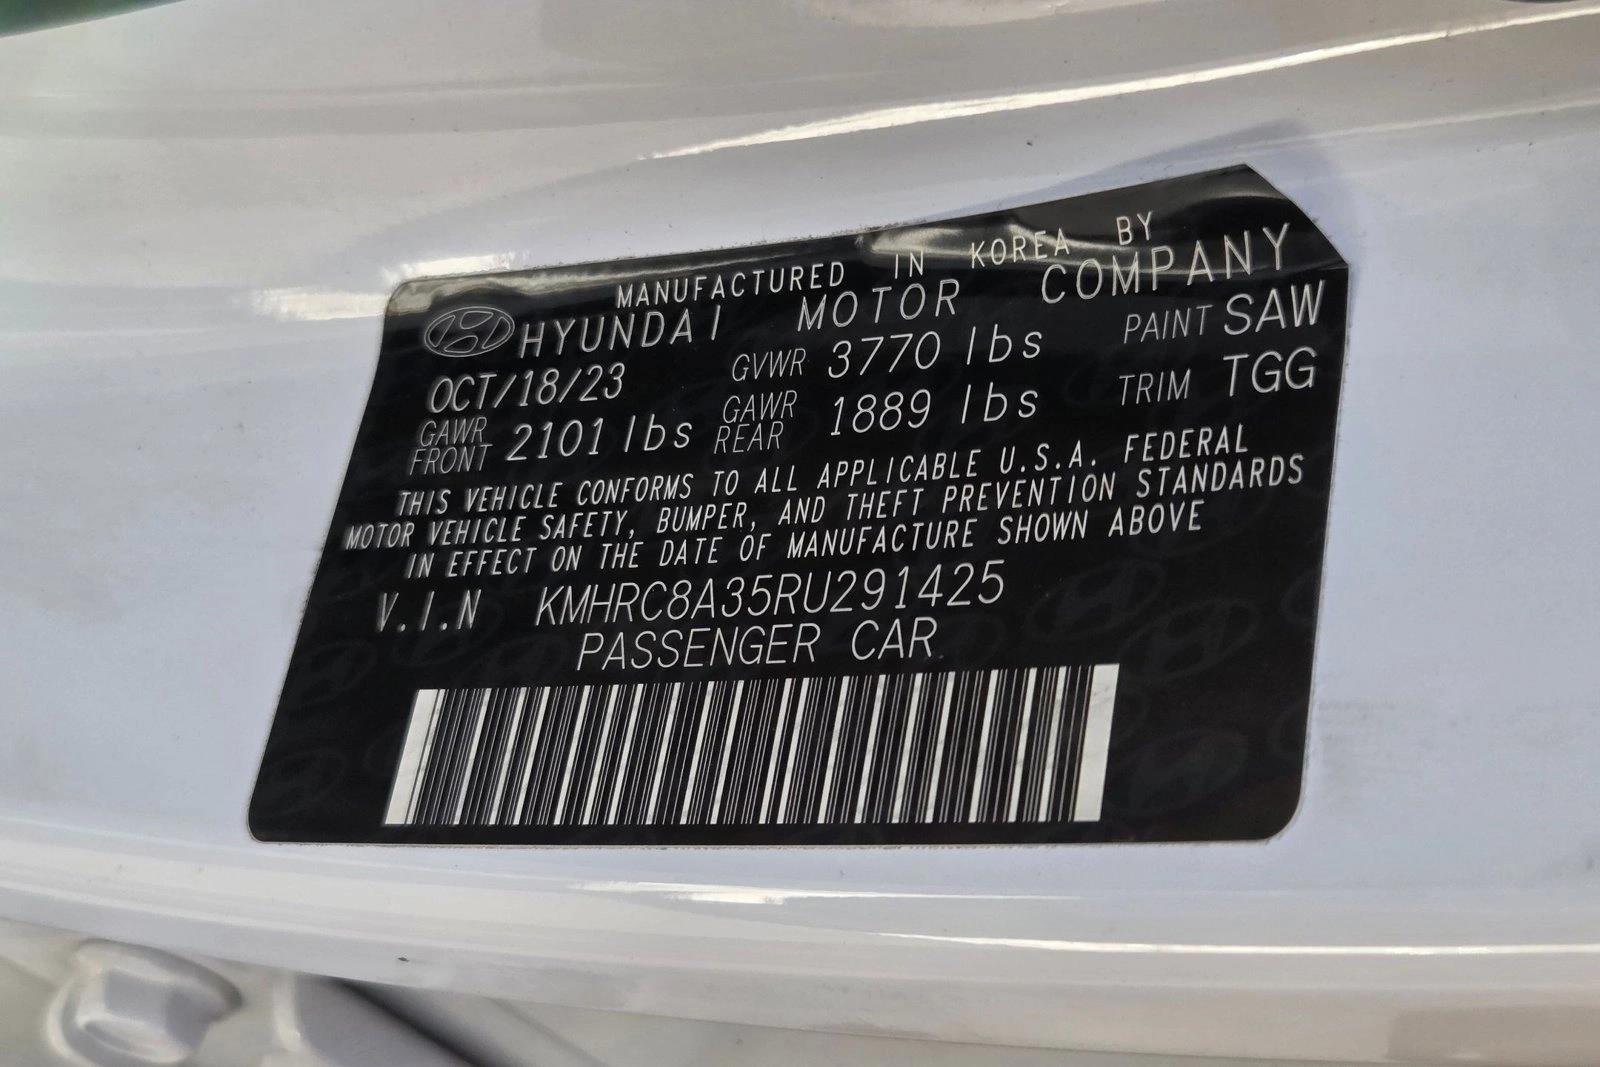 MANUFACTURED IN KOREA BY
HYUNDAI MOTOR COMPANY
OCT/18/23 GVWR 3770 lbs PAINT SAW
GAWR FRONT 2101 lbs GAWR REAR 1889 lbs TRIM TGG
THIS VEHICLE CONFORMS TO ALL APPLICABLE U.S.A. FEDERAL
MOTOR VEHICLE SAFETY, BUMPER, AND THEFT PREVENTION STANDARDS
IN EFFECT ON THE DATE OF MANUFACTURE SHOWN ABOVE
V.I.N KMHRC8A35RU291425
PASSENGER CAR